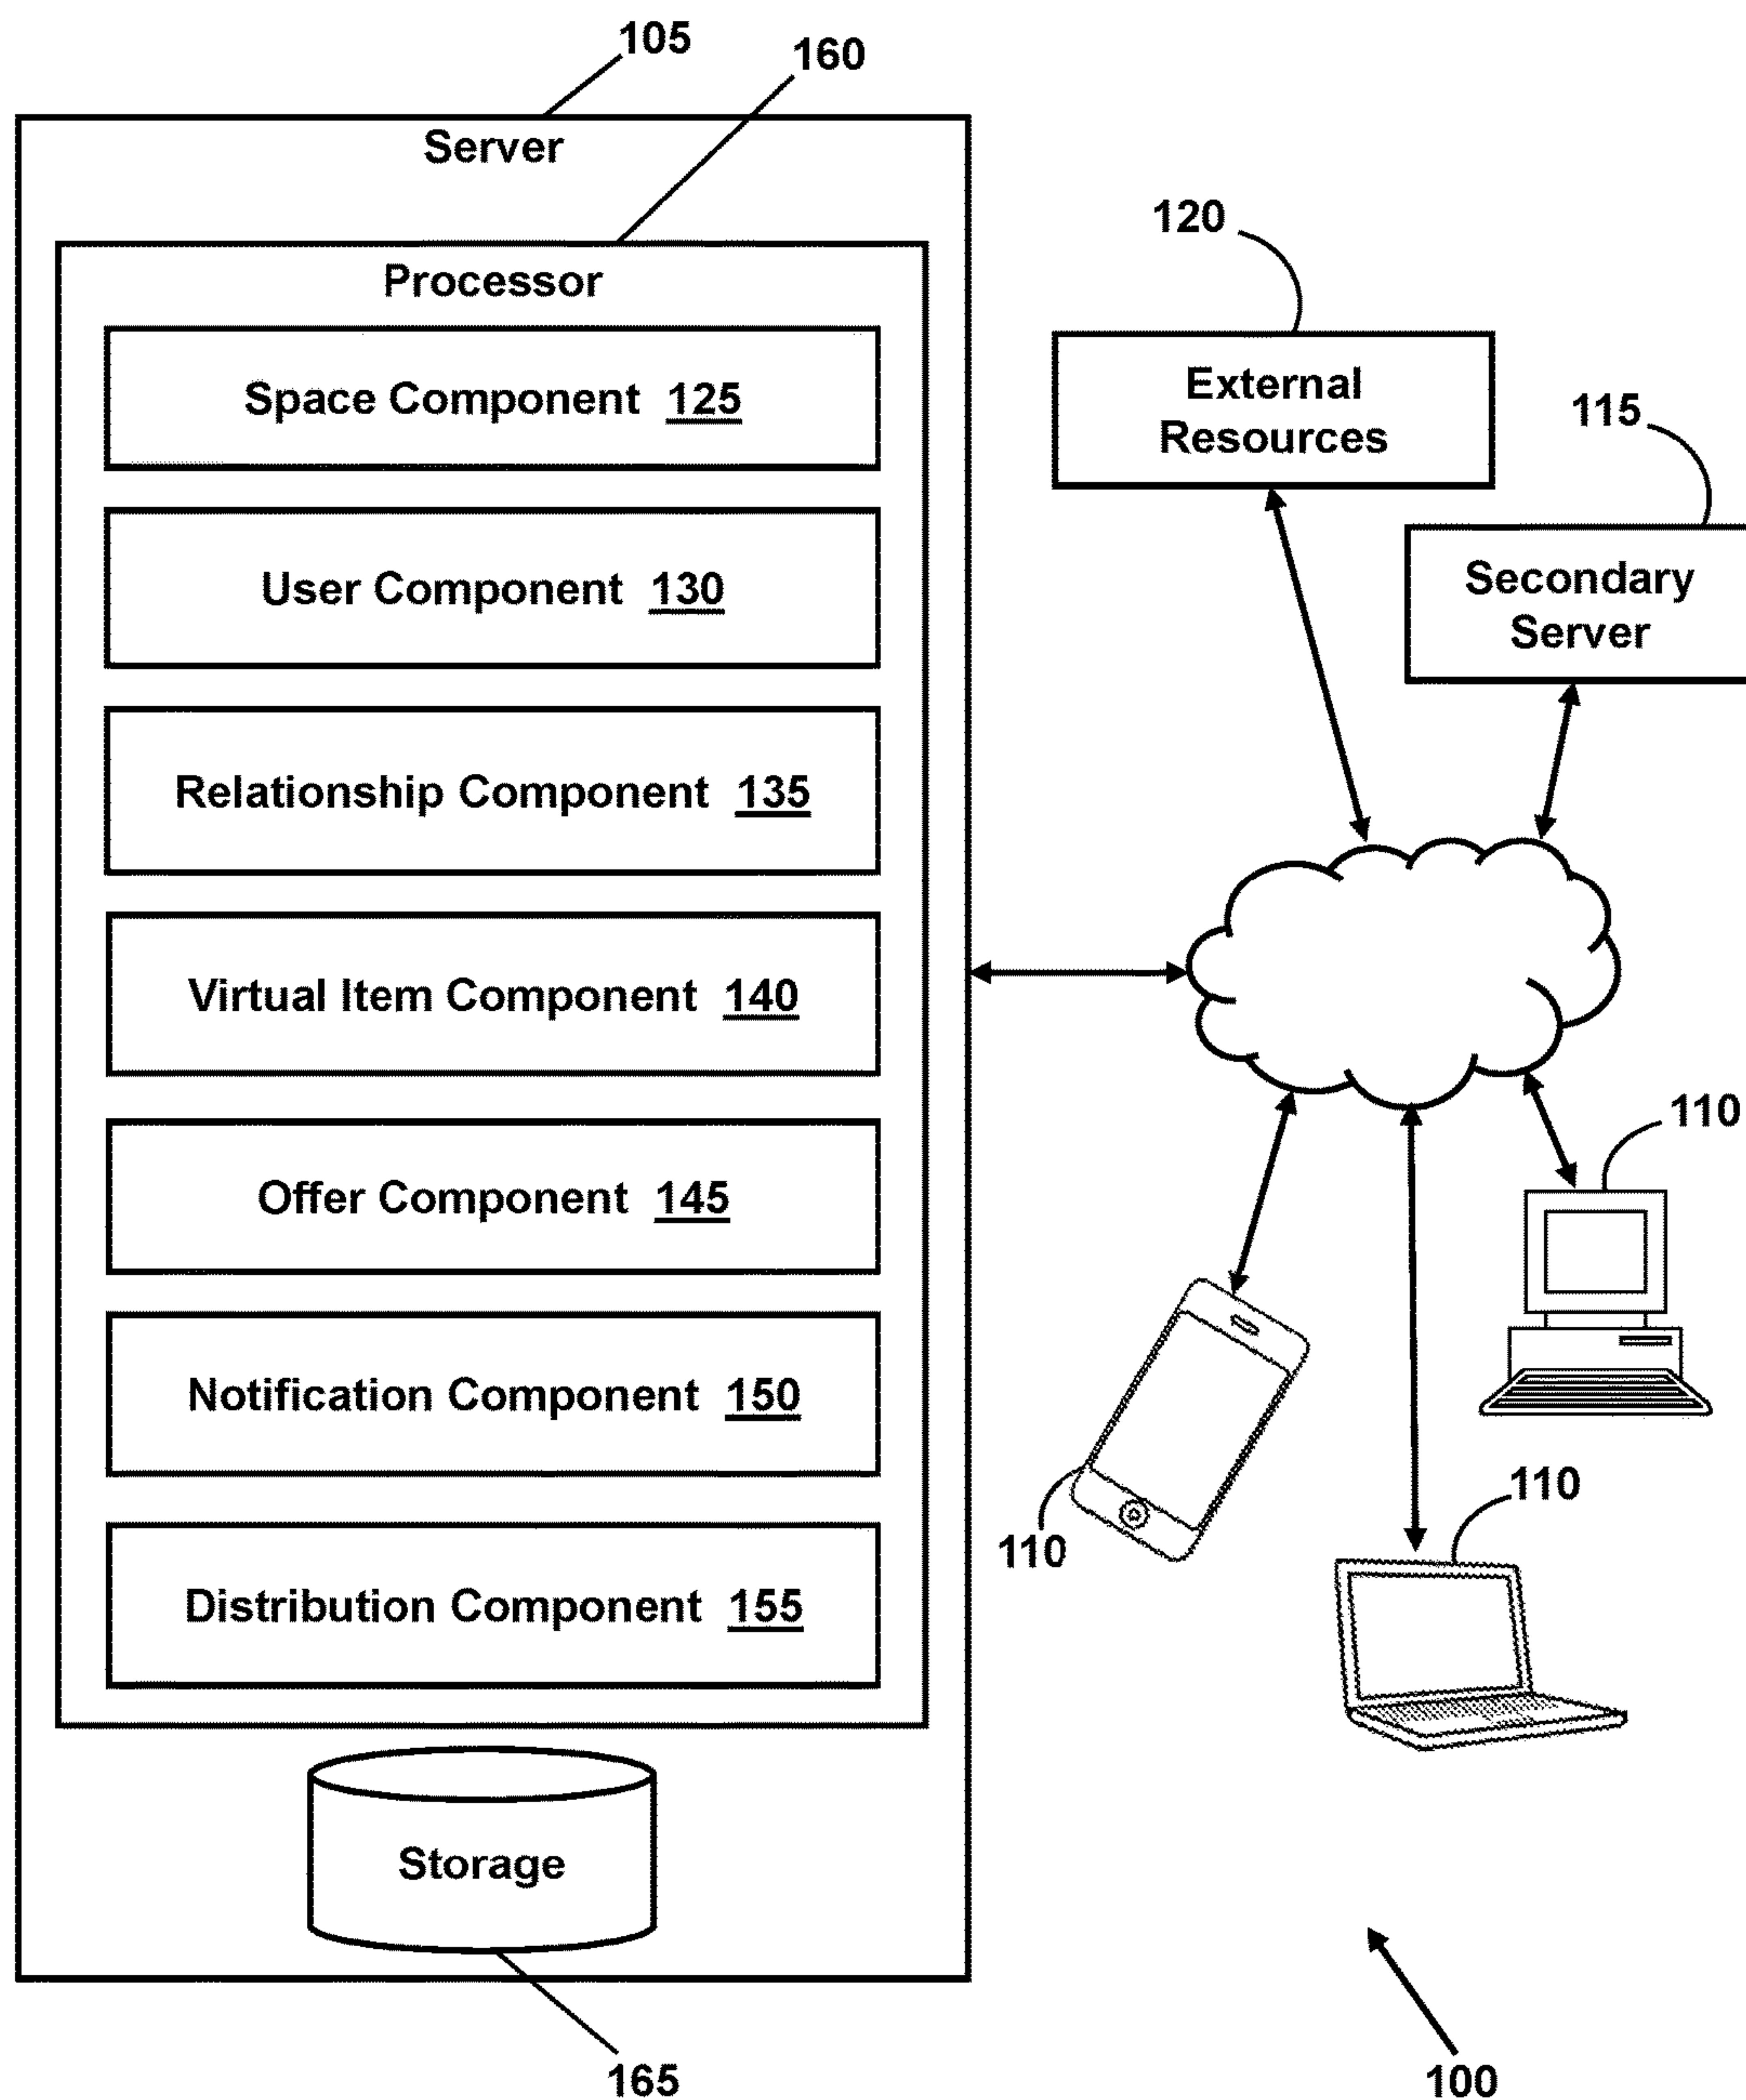 105
160
Server
Processor
Space Component 125
User Component 130
Relationship Component 135
Virtual Item Component 140
Offer Component 145
Notification Component 150
Distribution Component 155
Storage
165
120
External
Resources
115
Secondary
Server
110
110
110
100